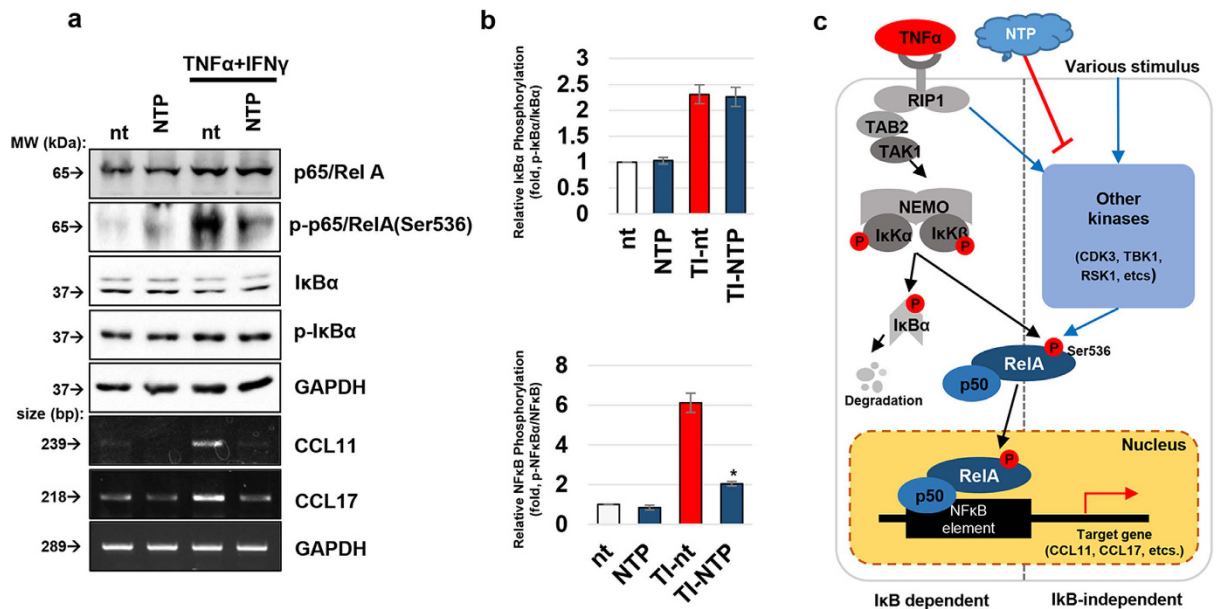 a
TNFα+IFNγ
nt
NTP
nt
NTP
MW (kDa):
65→
p65/Rel A
65→
p-p65/RelA(Ser536)
37→
IκBα
37→
p-IκBα
37→
GAPDH
size (bp):
239→
CCL11
218→
CCL17
289→
GAPDH
b
Relative IκBα Phosphorylation
(fold, p-IκBα/IκBα)
3
2.5
2
1.5
1
0.5
0
nt
NTP
TI-nt
TI-NTP
Relative NFκB Phosphorylation
(fold, p-NFκBα/NFκB)
8
6
4
2
0
*
nt
NTP
TI-nt
TI-NTP
c
TNFα
NTP
Various stimulus
RIP1
TAB2
TAK1
NEMO
IκKα
IκKβ
P
P
Other
kinases
(CDK3, TBK1,
RSK1, etcs)
P
IκBα
Degradation
P
Ser536
RelA
p50
Nucleus
P
RelA
p50
NFκB
element
Target gene
(CCL11, CCL17, etcs.)
IκB dependent
IκB-independent